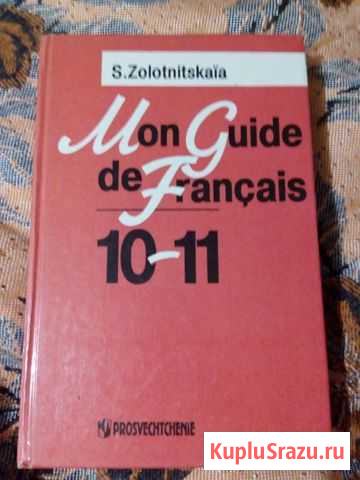 S.Zolotnitskaïa
Mon Guide
de Français
10-11
PROSVECHTCHENIE
KupluSrazu.ru